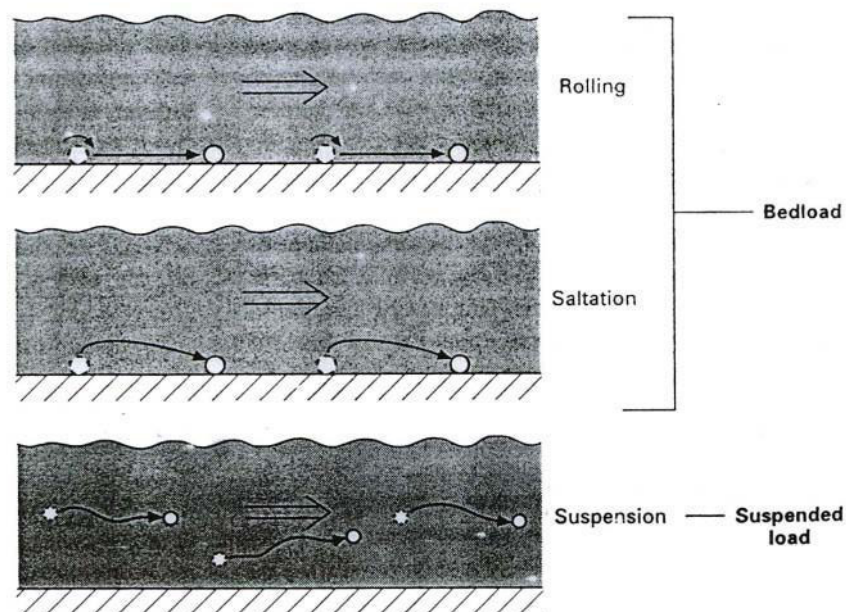 Rolling
Bedload
Saltation
Suspension
Suspended
load